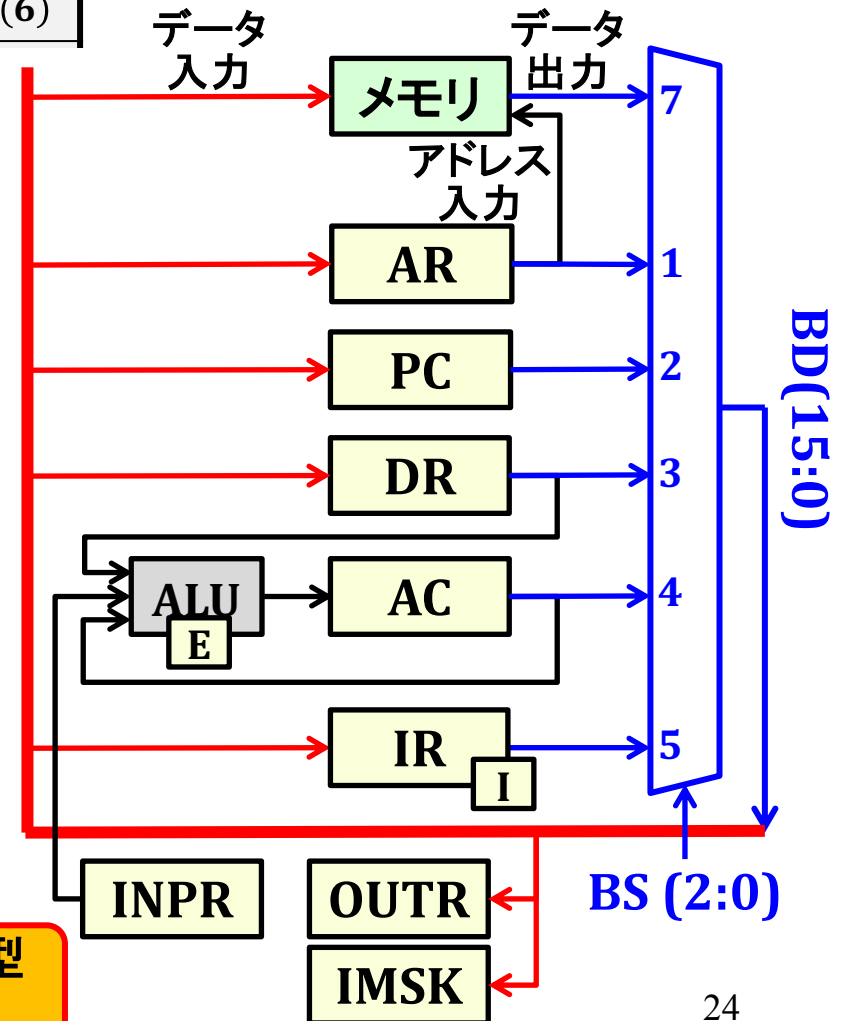 (6)
データ
入力
データ
出力
メモリ
7
アドレス
入力
AR
1
PC
2
DR
3
ALU
E
AC
4
IR
I
5
BD(15:0)
BS (2:0)
INPR
OUTR
IMSK
型
24